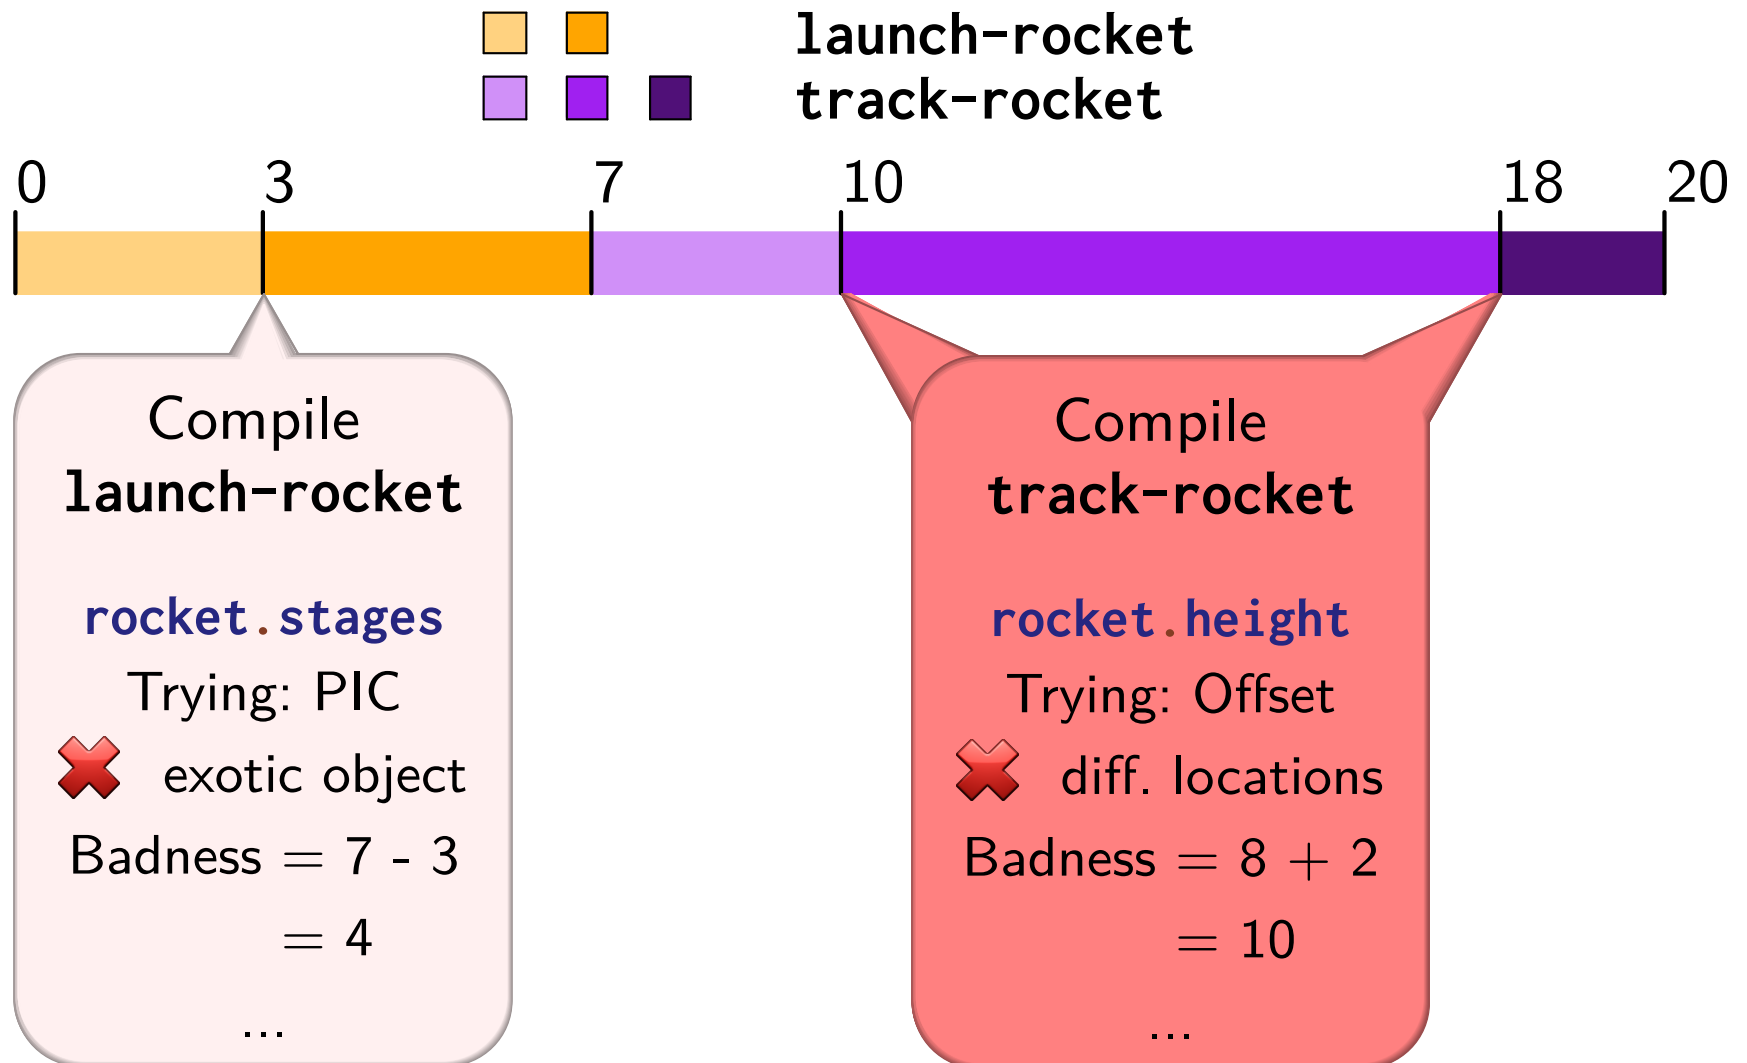 launch-rocket
track-rocket
0 3 7 10 18 20
Compile
launch-rocket
rocket.stages
Trying: PIC
exotic object
Badness = 7 - 3
= 4
...
Compile
track-rocket
rocket.height
Trying: Offset
diff. locations
Badness = 8 + 2
= 10
...